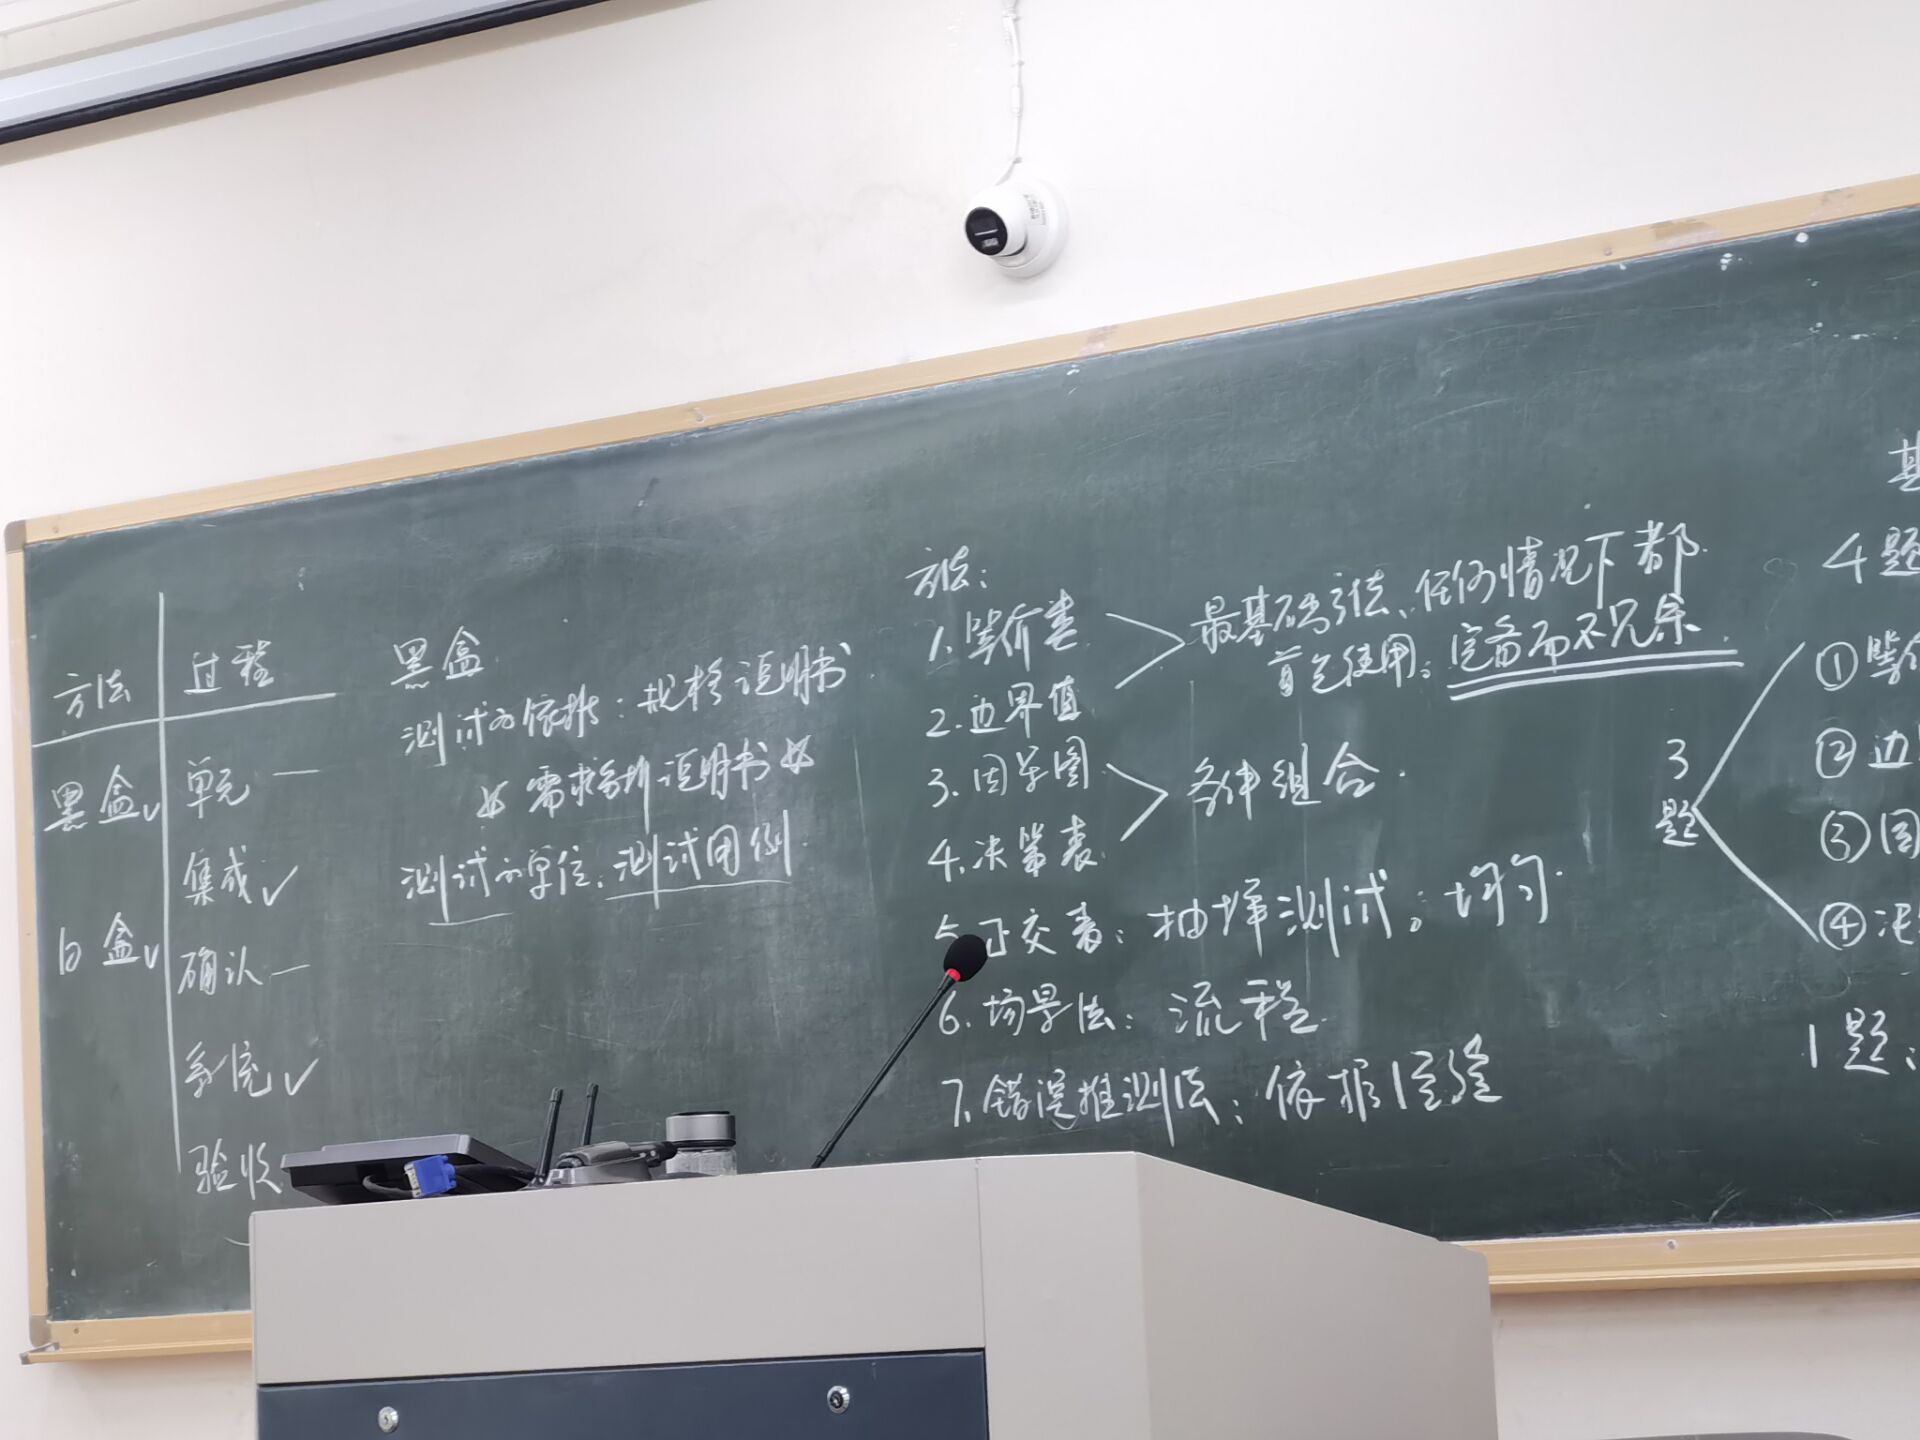 方法 过程
黑盒✓ 单元 —
集成✓
白盒✓ 确认 —
系统✓
验收
黑盒
测试的依据：规格说明书
需求分析说明书
测试的单位：测试用例
方法：
1. 等价类
2. 边界值
最基础方法、任何情况下都
首先使用。完备而不冗余
3. 因果图
4. 决策表
各种组合.
5. 正交表：抽样测试。均匀.
6. 场景法：流程.
7. 错误推测法：依据经验
4题
3题
① 等价
② 边
③ 因
④
1题：